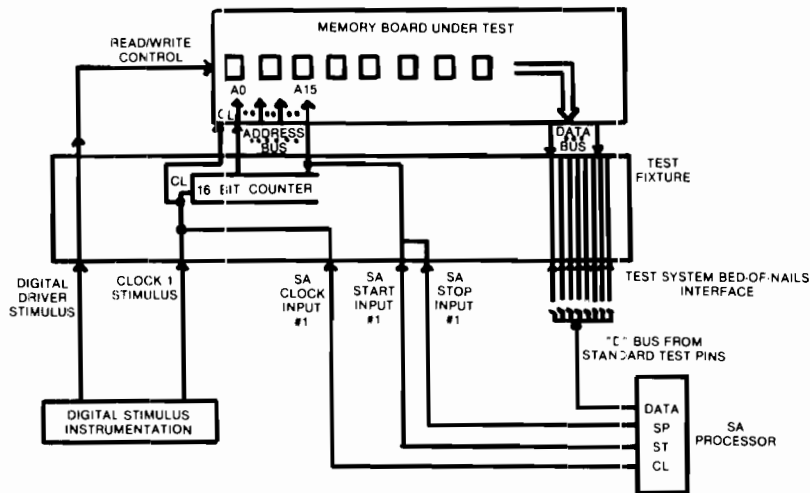 MEMORY BOARD UNDER TEST
READ/WRITE
CONTROL
A0
A15
CL
ADDRESS
BUS
DATA
BUS
TEST
FIXTURE
CL
16 BIT COUNTER
DIGITAL
DRIVER
STIMULUS
CLOCK 1
STIMULUS
SA
CLOCK
INPUT
#1
SA
START
INPUT
#1
SA
STOP
INPUT
#1
TEST SYSTEM BED-OF-NAILS
INTERFACE
BUS FROM
STANDARD TEST PINS
DIGITAL STIMULUS
INSTRUMENTATION
DATA
SP
ST
CL
SA
PROCESSOR